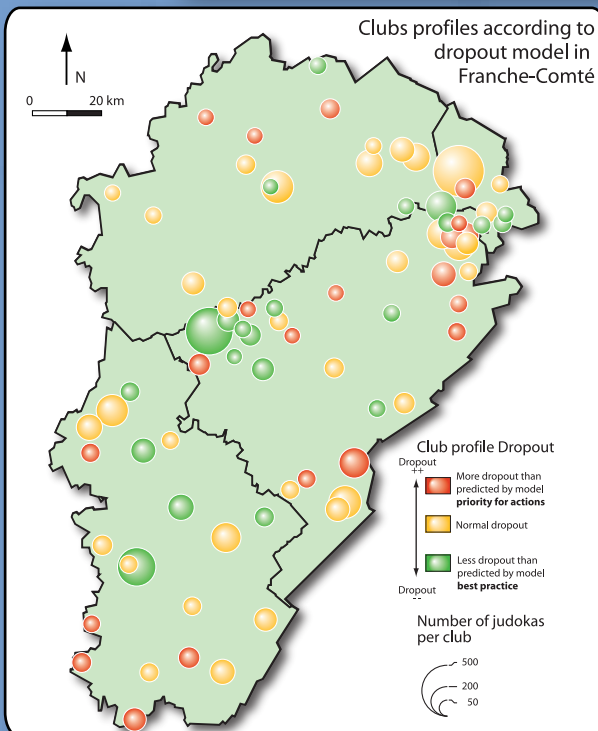 Clubs profiles according to
dropout model in
Franche-Comté
N
0 20 km
Club profile Dropout
Dropout
++
More dropout than
predicted by model
priority for actions
Normal dropout
Less dropout than
predicted by model
best practice
Dropout
--
Number of judokas
per club
500
200
50